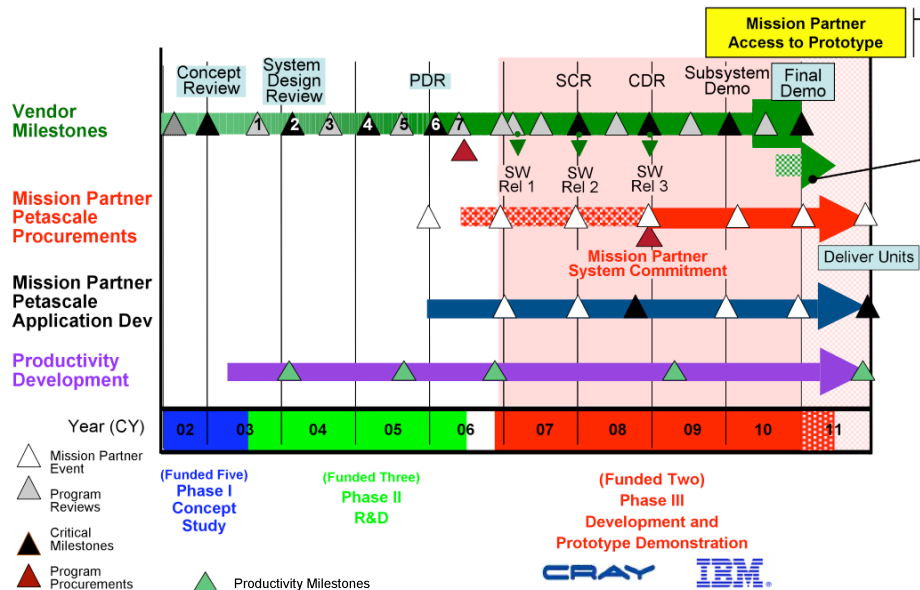 Mission Partner
Access to Prototype
Concept
Review
System
Design
Review
PDR
SCR
CDR
Subsystem
Demo
Final
Demo
Vendor
Milestones
1
2
3
4
5
6
7
SW
Rel 1
SW
Rel 2
SW
Rel 3
Mission Partner
Petascale
Procurements
Mission Partner
System Commitment
Deliver Units
Mission Partner
Petascale
Application Dev
Productivity
Development
Year (CY)
02
03
04
05
06
07
08
09
10
11
Mission Partner
Event
Program
Reviews
Critical
Milestones
Program
Procurements
Productivity Milestones
(Funded Five)
Phase I
Concept
Study
(Funded Three)
Phase II
R&D
(Funded Two)
Phase III
Development and
Prototype Demonstration
CRAY
IBM®